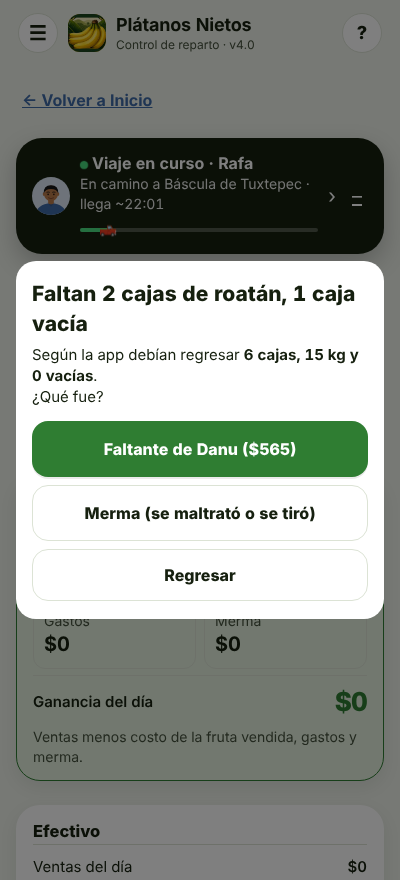 Plátanos Nietos
Control de reparto · v4.0
?
← Volver a Inicio
Viaje en curso · Rafa
En camino a Báscula de Tuxtepec ·
llega ~22:01
Faltan 2 cajas de roatán, 1 caja
vacía
Según la app debían regresar 6 cajas, 15 kg y
0 vacías.
¿Qué fue?
Faltante de Danu ($565)
Merma (se maltrató o se tiró)
Regresar
Gastos
Merma
$0
$0
Ganancia del día
$0
Ventas menos costo de la fruta vendida, gastos y
merma.
Efectivo
Ventas del día
$0